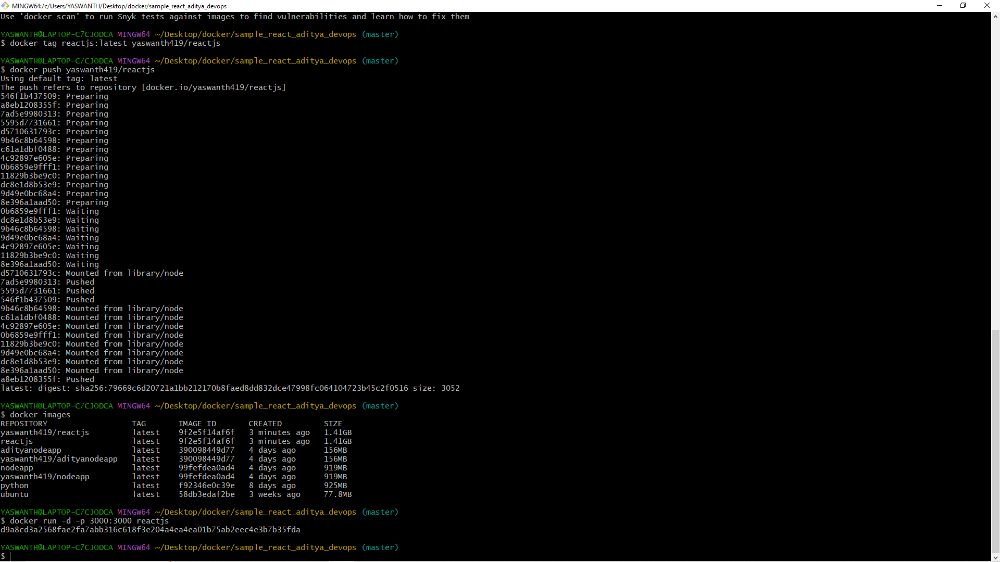 MINGW64:/c/Users/YASWANTH/Desktop/docker/sample_react_aditya_devops
Use 'docker scan' to run Snyk tests against images to find vulnerabilities and learn how to fix them
YASWANTH@LAPTOP-C7CJODCA MINGW64 ~/Desktop/docker/sample_react_aditya_devops (master)
$ docker tag reactjs:latest yaswanth419/reactjs
YASWANTH@LAPTOP-C7CJODCA MINGW64 ~/Desktop/docker/sample_react_aditya_devops (master)
$ docker push yaswanth419/reactjs
Using default tag: latest
The push refers to repository [docker.io/yaswanth419/reactjs]
546f1b437509: Preparing
a8eb1208355f: Preparing
7ad5e9980313: Preparing
5595d7731661: Preparing
d5710631793c: Preparing
9b46c8b64598: Preparing
c61a1dbf0488: Preparing
4c92897e605e: Preparing
0b6859e9fff1: Preparing
11829b3be9c0: Preparing
dc8e1d8b53e9: Preparing
9d49e0bc68a4: Preparing
8e396a1aad50: Preparing
0b6859e9fff1: Waiting
dc8e1d8b53e9: Waiting
9b46c8b64598: Waiting
9d49e0bc68a4: Waiting
4c92897e605e: Waiting
11829b3be9c0: Waiting
8e396a1aad50: Waiting
d5710631793c: Mounted from library/node
7ad5e9980313: Pushed
5595d7731661: Pushed
546f1b437509: Pushed
9b46c8b64598: Mounted from library/node
c61a1dbf0488: Mounted from library/node
4c92897e605e: Mounted from library/node
0b6859e9fff1: Mounted from library/node
11829b3be9c0: Mounted from library/node
9d49e0bc68a4: Mounted from library/node
dc8e1d8b53e9: Mounted from library/node
8e396a1aad50: Mounted from library/node
a8eb1208355f: Pushed
latest: digest: sha256:79669c6d20721a1bb212170b8faed8dd832dce47998fc064104723b45c2f0516 size: 3052
YASWANTH@LAPTOP-C7CJODCA MINGW64 ~/Desktop/docker/sample_react_aditya_devops (master)
$ docker images
REPOSITORY TAG IMAGE ID CREATED SIZE
yaswanth419/reactjs latest 9f2e5f14af6f 3 minutes ago 1.41GB
reactjs latest 9f2e5f14af6f 3 minutes ago 1.41GB
adityanodeapp latest 390098449d77 4 days ago 156MB
yaswanth419/adityanodeapp latest 390098449d77 4 days ago 156MB
nodeapp latest 99fefdea0ad4 4 days ago 919MB
yaswanth419/nodeapp latest 99fefdea0ad4 4 days ago 919MB
python latest f92346e0c39e 8 days ago 925MB
ubuntu latest 58db3edaf2be 3 weeks ago 77.8MB
YASWANTH@LAPTOP-C7CJODCA MINGW64 ~/Desktop/docker/sample_react_aditya_devops (master)
$ docker run -d -p 3000:3000 reactjs
d9a8cd3a2568fae2fa7abb316c618f3e204a4ea4ea01b75ab2eec4e3b7b35fda
YASWANTH@LAPTOP-C7CJODCA MINGW64 ~/Desktop/docker/sample_react_aditya_devops (master)
$